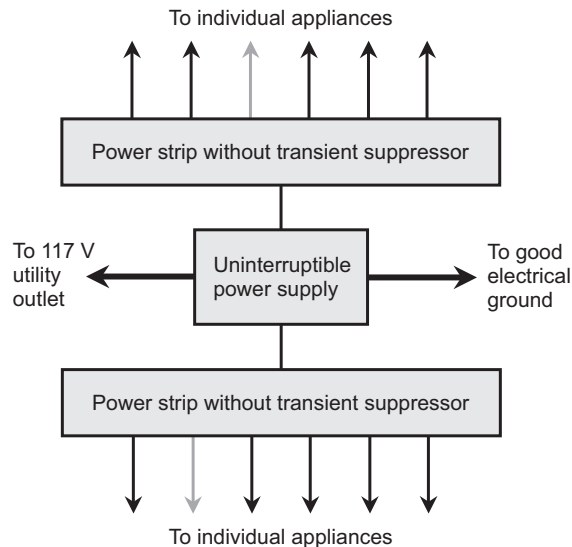 To individual appliances
Power strip without transient suppressor
To 117 V
utility
outlet
Uninterruptible
power supply
To good
electrical
ground
Power strip without transient suppressor
To individual appliances